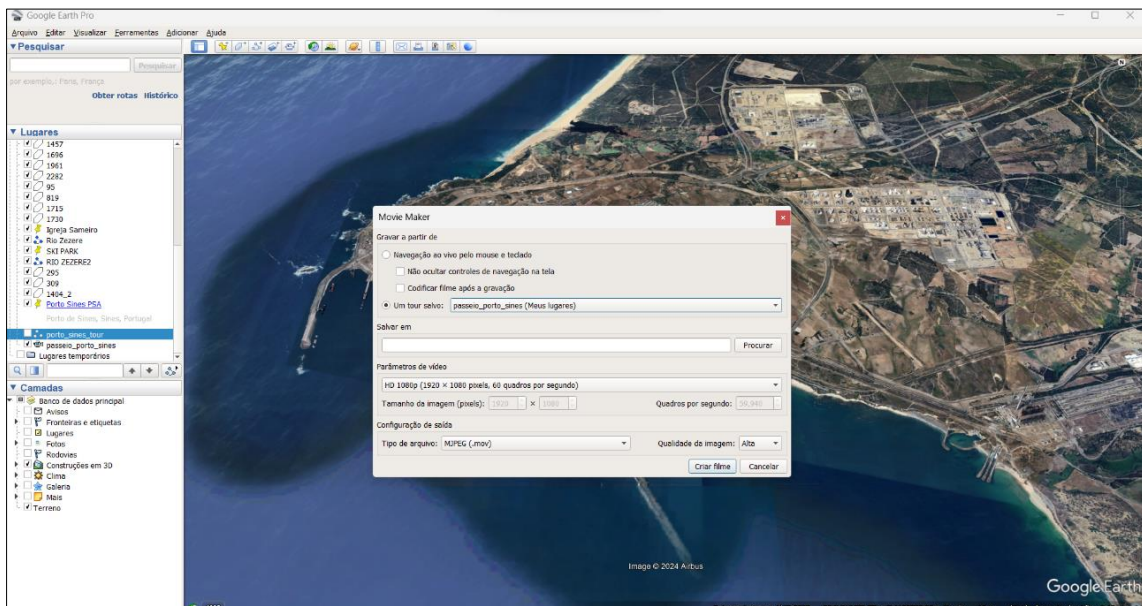 Google Earth Pro
Arquivo Editar Visualizar Ferramentas Adicionar Ajuda
Pesquisar
Pesquisar
por exemplo,: Paris, França
Obter rotas Histórico
Lugares
1457
1696
1961
2282
95
819
1715
1730
Igreja Sameiro
Rio Zezere
SKI PARK
RIO ZEZERE2
295
309
1404_2
Porto Sines PSA
Porto de Sines, Sines, Portugal
porto_sines_tour
passeio_porto_sines
Lugares temporários
Camadas
Banco de dados principal
Avisos
Fronteiras e etiquetas
Lugares
Fotos
Rodovias
Construções em 3D
Clima
Galeria
Mais
Terreno
Movie Maker
Gravar a partir de
Navegação ao vivo pelo mouse e teclado
Não ocultar controles de navegação na tela
Codificar filme após a gravação
Um tour salvo: passeio_porto_sines (Meus lugares)
Salvar em
Procurar
Parâmetros de vídeo
HD 1080p (1920 × 1080 pixels, 60 quadros por segundo)
Tamanho da imagem (pixels): 1920 × 1080 Quadros por segundo: 59,940
Configuração de saída
Tipo de arquivo: MJPEG (.mov) Qualidade da imagem: Alta
Criar filme Cancelar
Image © 2024 Airbus
Google Earth